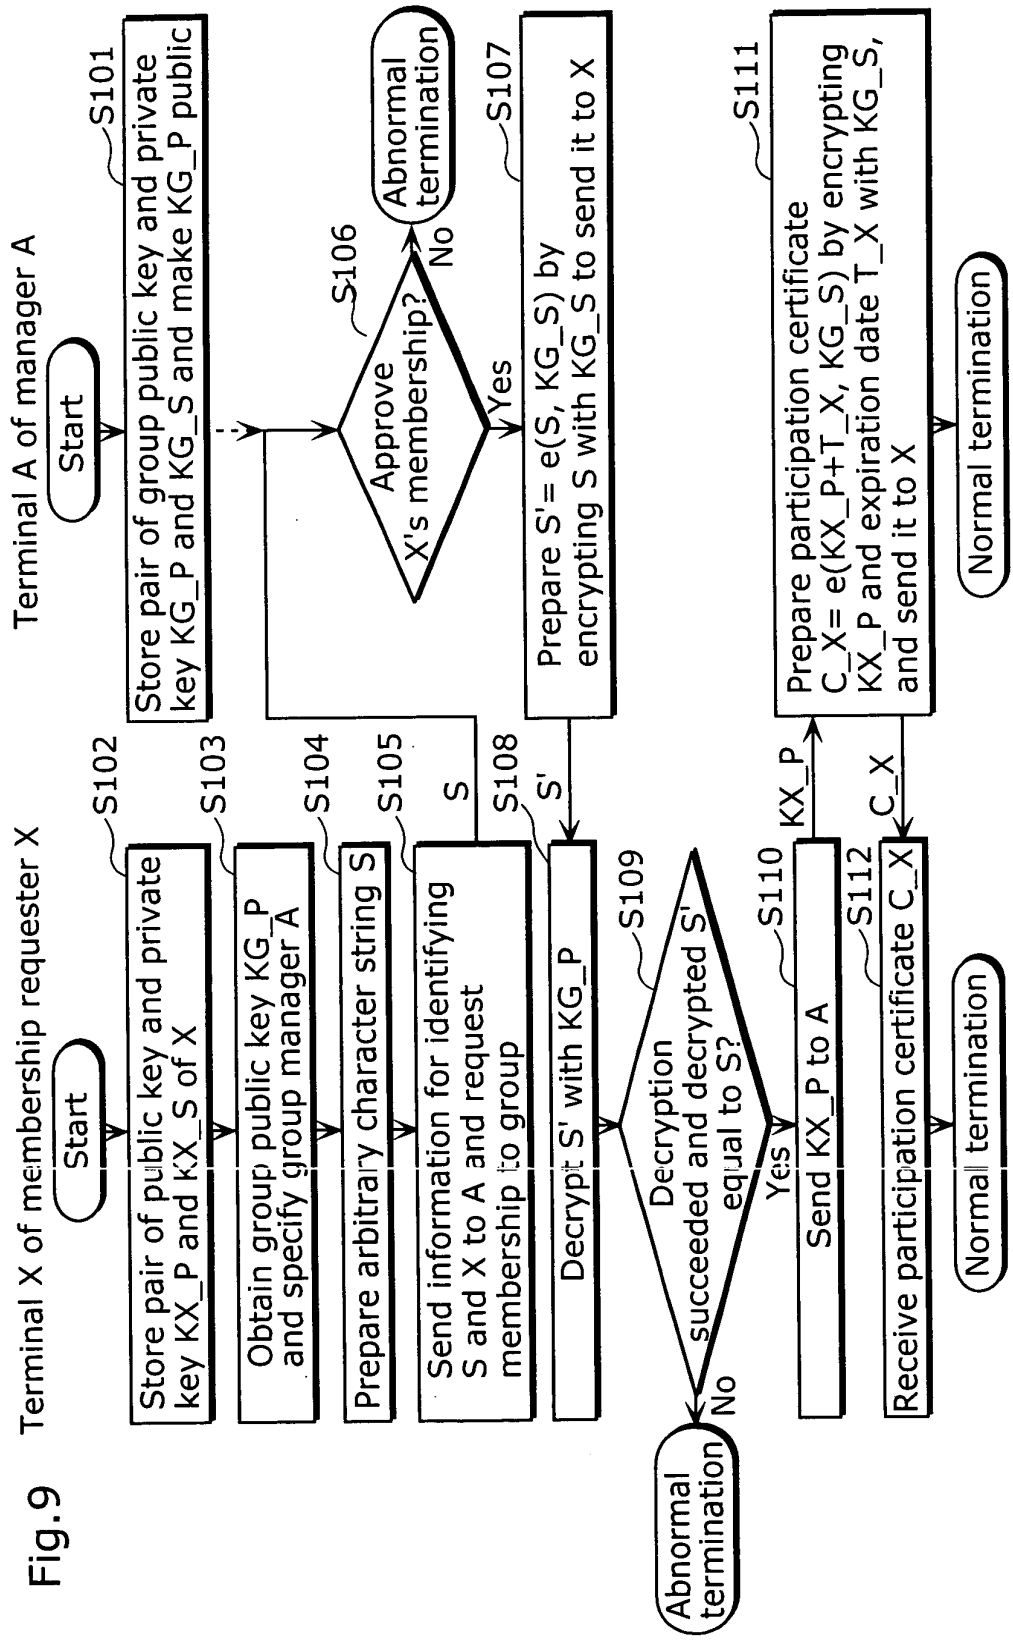 Fig.9
Terminal X of membership requester X
Start
S102
Store pair of public key and private
key KX_P and KX_S of X
S103
Obtain group public key KG_P
and specify group manager A
S104
Prepare arbitrary character string S
S105
Send information for identifying
S and X to A and request
membership to group
S
S108
S'
Decrypt S' with KG_P
S109
Decryption
succeeded and decrypted S'
equal to S?
No
Abnormal
termination
Yes
S110
Send KX_P to A
KX_P
S112
C_X
Receive participation certificate C_X
Normal termination
Terminal A of manager A
Start
S101
Store pair of group public key and private
key KG_P and KG_S and make KG_P public
S106
Approve
X's membership?
No
Abnormal
termination
Yes
S107
Prepare S'= e(S, KG_S) by
encrypting S with KG_S to send it to X
S111
Prepare participation certificate
C_X= e(KX_P+T_X, KG_S) by encrypting
KX_P and expiration date T_X with KG_S,
and send it to X
Normal termination